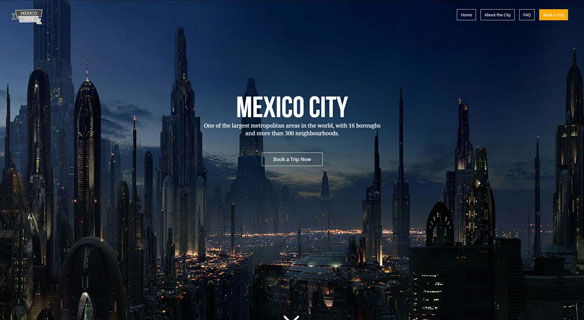 MEXICO
Home
About the City
FAQ
Book a Trip
MEXICO CITY
One of the largest metropolitan areas in the world, with 16 boroughs
and more than 300 neighbourhoods.
Book a Trip Now